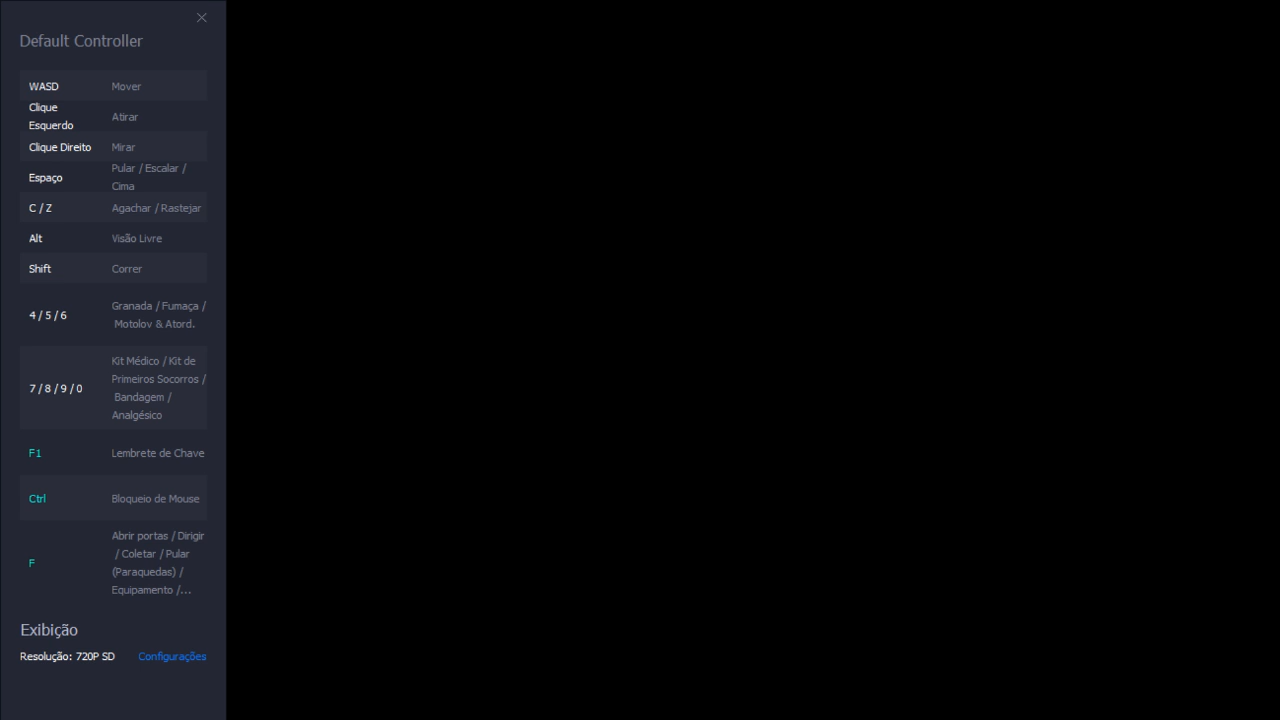 Default Controller
WASD Mover
Clique
Esquerdo
Atirar
Clique Direito Mirar
Espaço
Pular / Escalar /
Cima
C / Z Agachar / Rastejar
Alt Visão Livre
Shift Correr
4 / 5 / 6
Granada / Fumaça /
Motolov & Atord.
7 / 8 / 9 / 0
Kit Médico / Kit de
Primeiros Socorros /
Bandagem /
Analgésico
F1 Lembrete de Chave
Ctrl Bloqueio de Mouse
F
Abrir portas / Dirigir
/ Coletar / Pular
(Paraquedas) /
Equipamento /...
Exibição
Resolução: 720P SD Configurações